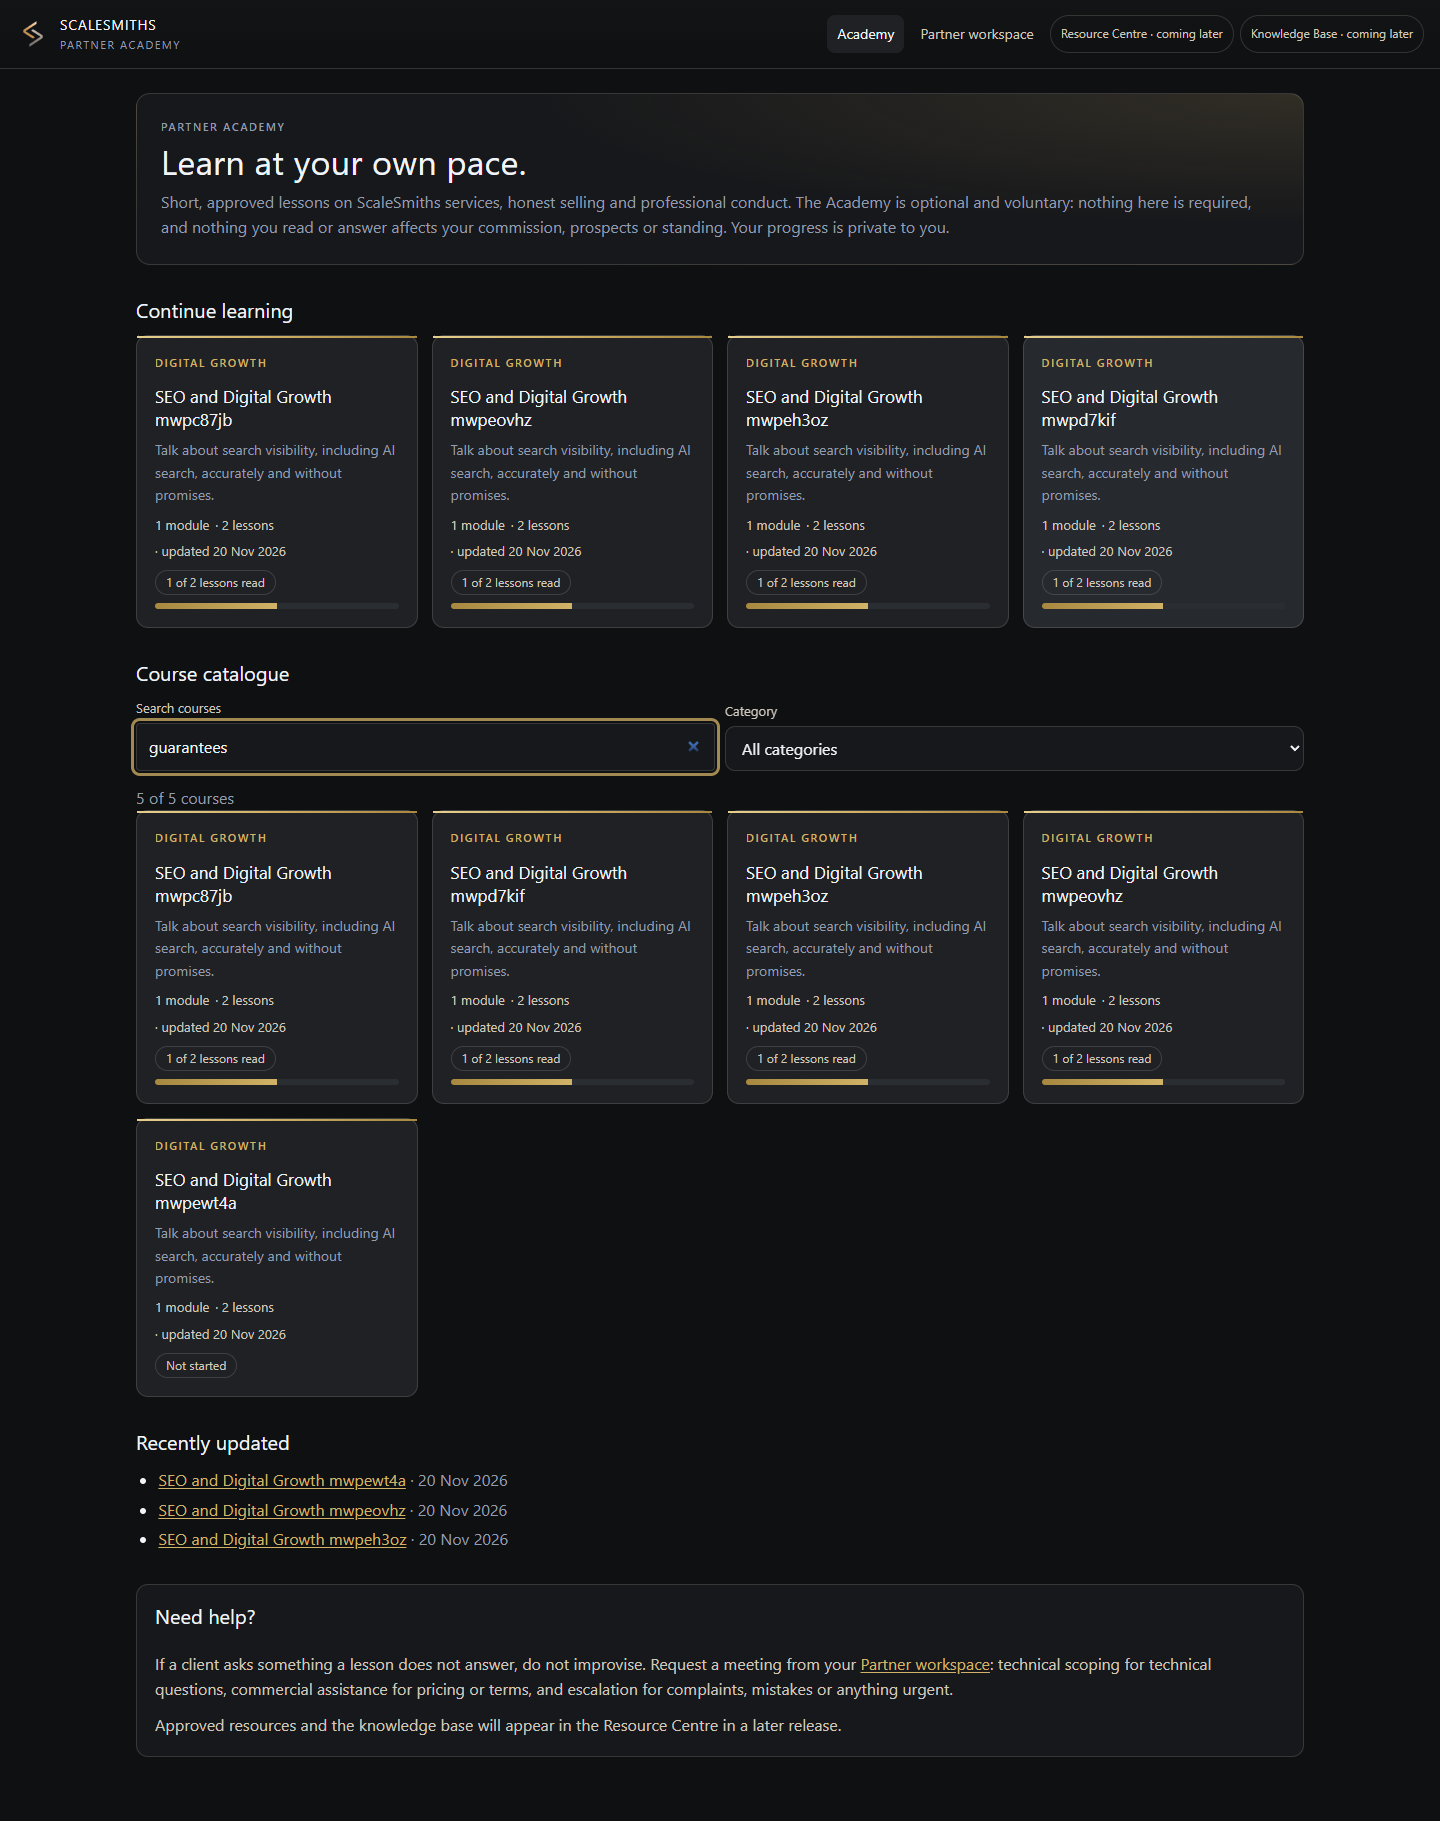 SCALESMITHS
PARTNER ACADEMY
Academy
Partner workspace
Resource Centre · coming later
Knowledge Base · coming later
PARTNER ACADEMY
Learn at your own pace.
Short, approved lessons on ScaleSmiths services, honest selling and professional conduct. The Academy is optional and voluntary: nothing here is required,
and nothing you read or answer affects your commission, prospects or standing. Your progress is private to you.
Continue learning
DIGITAL GROWTH
SEO and Digital Growth
mwpc87jb
Talk about search visibility, including AI
search, accurately and without
promises.
1 module · 2 lessons
· updated 20 Nov 2026
1 of 2 lessons read
DIGITAL GROWTH
SEO and Digital Growth
mwpeovhz
Talk about search visibility, including AI
search, accurately and without
promises.
1 module · 2 lessons
· updated 20 Nov 2026
1 of 2 lessons read
DIGITAL GROWTH
SEO and Digital Growth
mwpeh3oz
Talk about search visibility, including AI
search, accurately and without
promises.
1 module · 2 lessons
· updated 20 Nov 2026
1 of 2 lessons read
DIGITAL GROWTH
SEO and Digital Growth
mwpd7kif
Talk about search visibility, including AI
search, accurately and without
promises.
1 module · 2 lessons
· updated 20 Nov 2026
1 of 2 lessons read
Course catalogue
Search courses
guarantees
Category
All categories
5 of 5 courses
DIGITAL GROWTH
SEO and Digital Growth
mwpc87jb
Talk about search visibility, including AI
search, accurately and without
promises.
1 module · 2 lessons
· updated 20 Nov 2026
1 of 2 lessons read
DIGITAL GROWTH
SEO and Digital Growth
mwpd7kif
Talk about search visibility, including AI
search, accurately and without
promises.
1 module · 2 lessons
· updated 20 Nov 2026
1 of 2 lessons read
DIGITAL GROWTH
SEO and Digital Growth
mwpeh3oz
Talk about search visibility, including AI
search, accurately and without
promises.
1 module · 2 lessons
· updated 20 Nov 2026
1 of 2 lessons read
DIGITAL GROWTH
SEO and Digital Growth
mwpeovhz
Talk about search visibility, including AI
search, accurately and without
promises.
1 module · 2 lessons
· updated 20 Nov 2026
1 of 2 lessons read
DIGITAL GROWTH
SEO and Digital Growth
mwpewt4a
Talk about search visibility, including AI
search, accurately and without
promises.
1 module · 2 lessons
· updated 20 Nov 2026
Not started
Recently updated
SEO and Digital Growth mwpewt4a · 20 Nov 2026
SEO and Digital Growth mwpeovhz · 20 Nov 2026
SEO and Digital Growth mwpeh3oz · 20 Nov 2026
Need help?
If a client asks something a lesson does not answer, do not improvise. Request a meeting from your Partner workspace: technical scoping for technical
questions, commercial assistance for pricing or terms, and escalation for complaints, mistakes or anything urgent.
Approved resources and the knowledge base will appear in the Resource Centre in a later release.